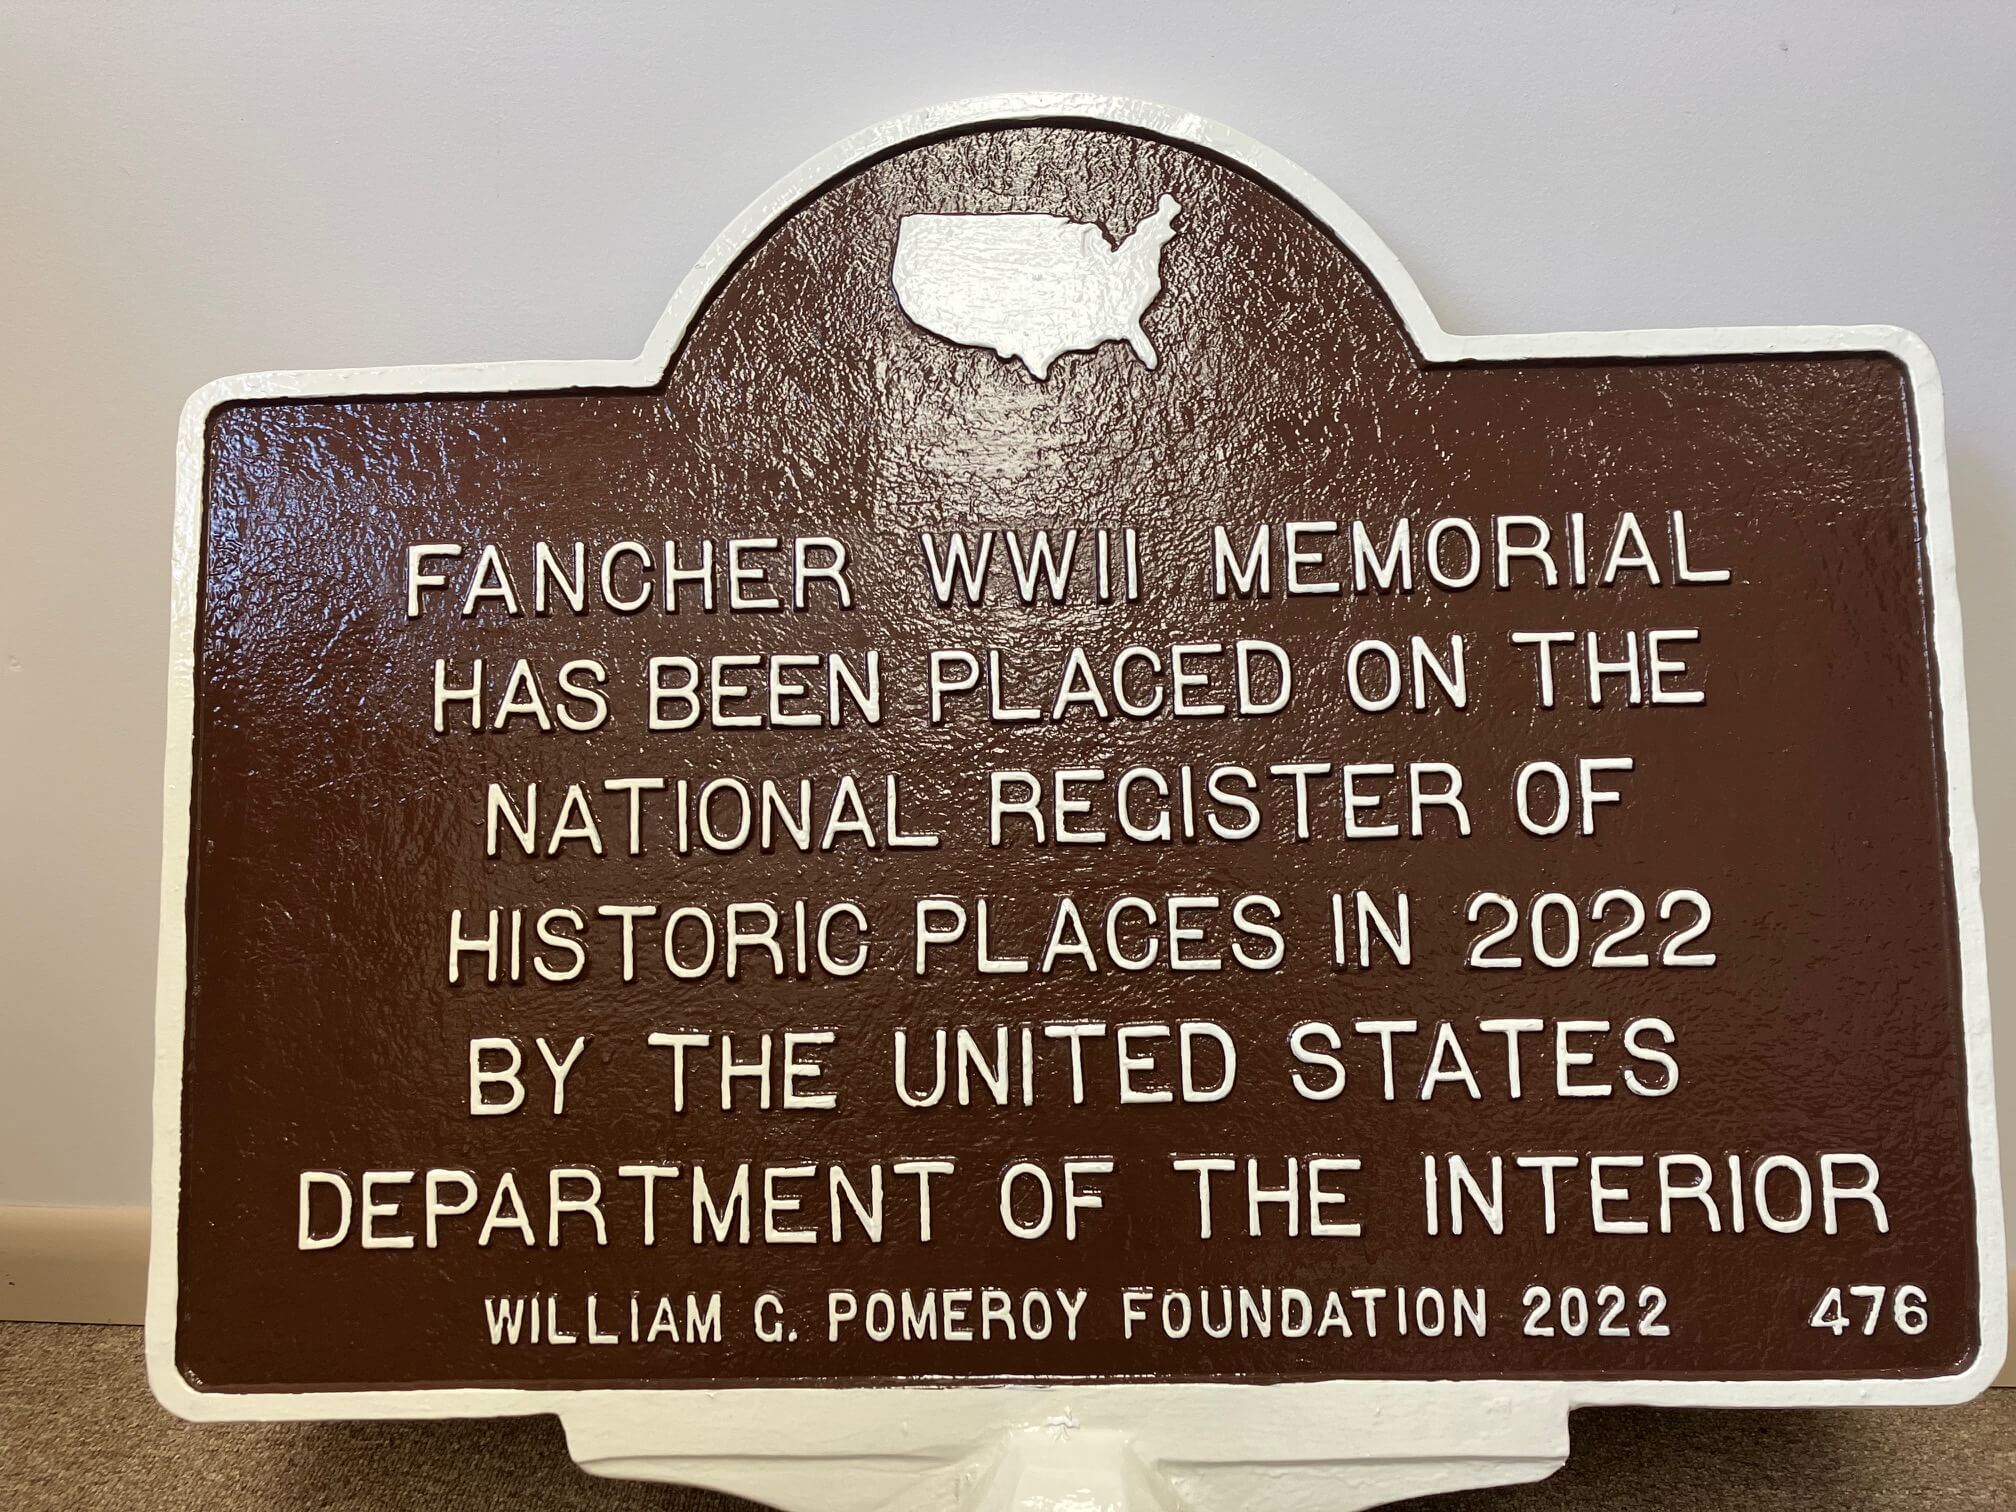 FANCHER WWII MEMORIAL
HAS BEEN PLACED ON THE
NATIONAL REGISTER OF
HISTORIC PLACES IN 2022
BY THE UNITED STATES
DEPARTMENT OF THE INTERIOR
WILLIAM G. POMEROY FOUNDATION 2022 476